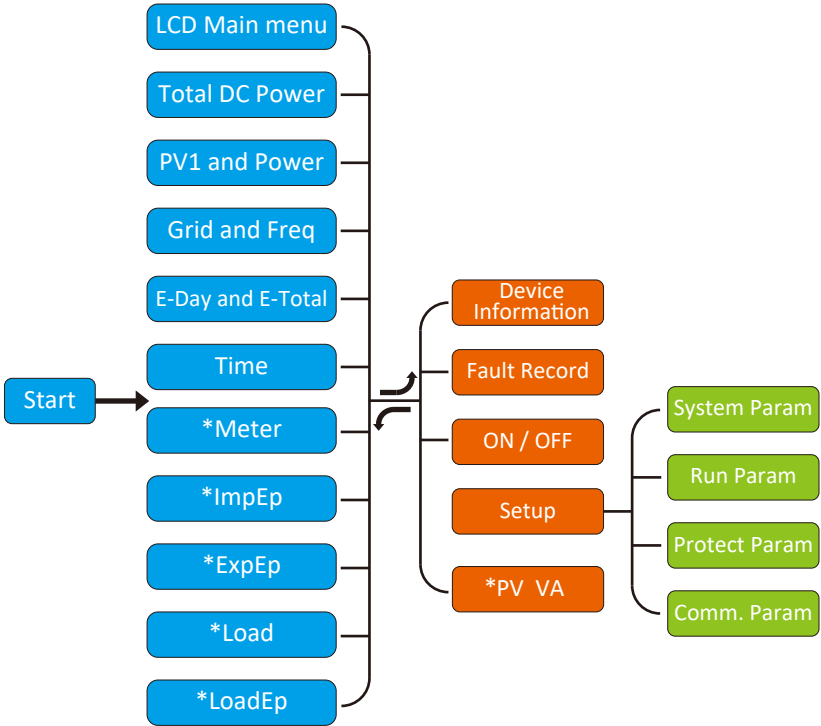 Start
LCD Main menu
Total DC Power
PV1 and Power
Grid and Freq
E-Day and E-Total
Time
*Meter
*ImpEp
*ExpEp
*Load
*LoadEp
Device
Information
Fault Record
ON / OFF
Setup
*PV VA
System Param
Run Param
Protect Param
Comm. Param